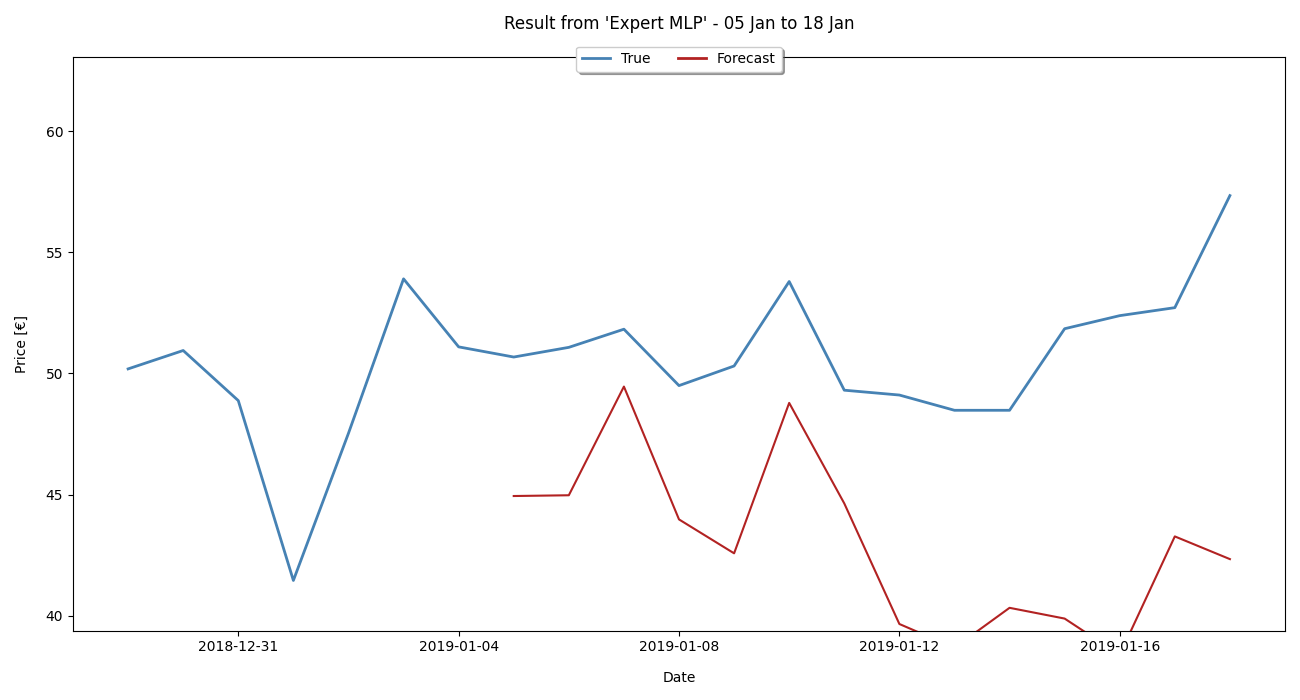 Result from 'Expert MLP' - 05 Jan to 18 Jan
True Forecast
Price [€]
60
55
50
45
40
2018-12-31 2019-01-04 2019-01-08 2019-01-12 2019-01-16
Date